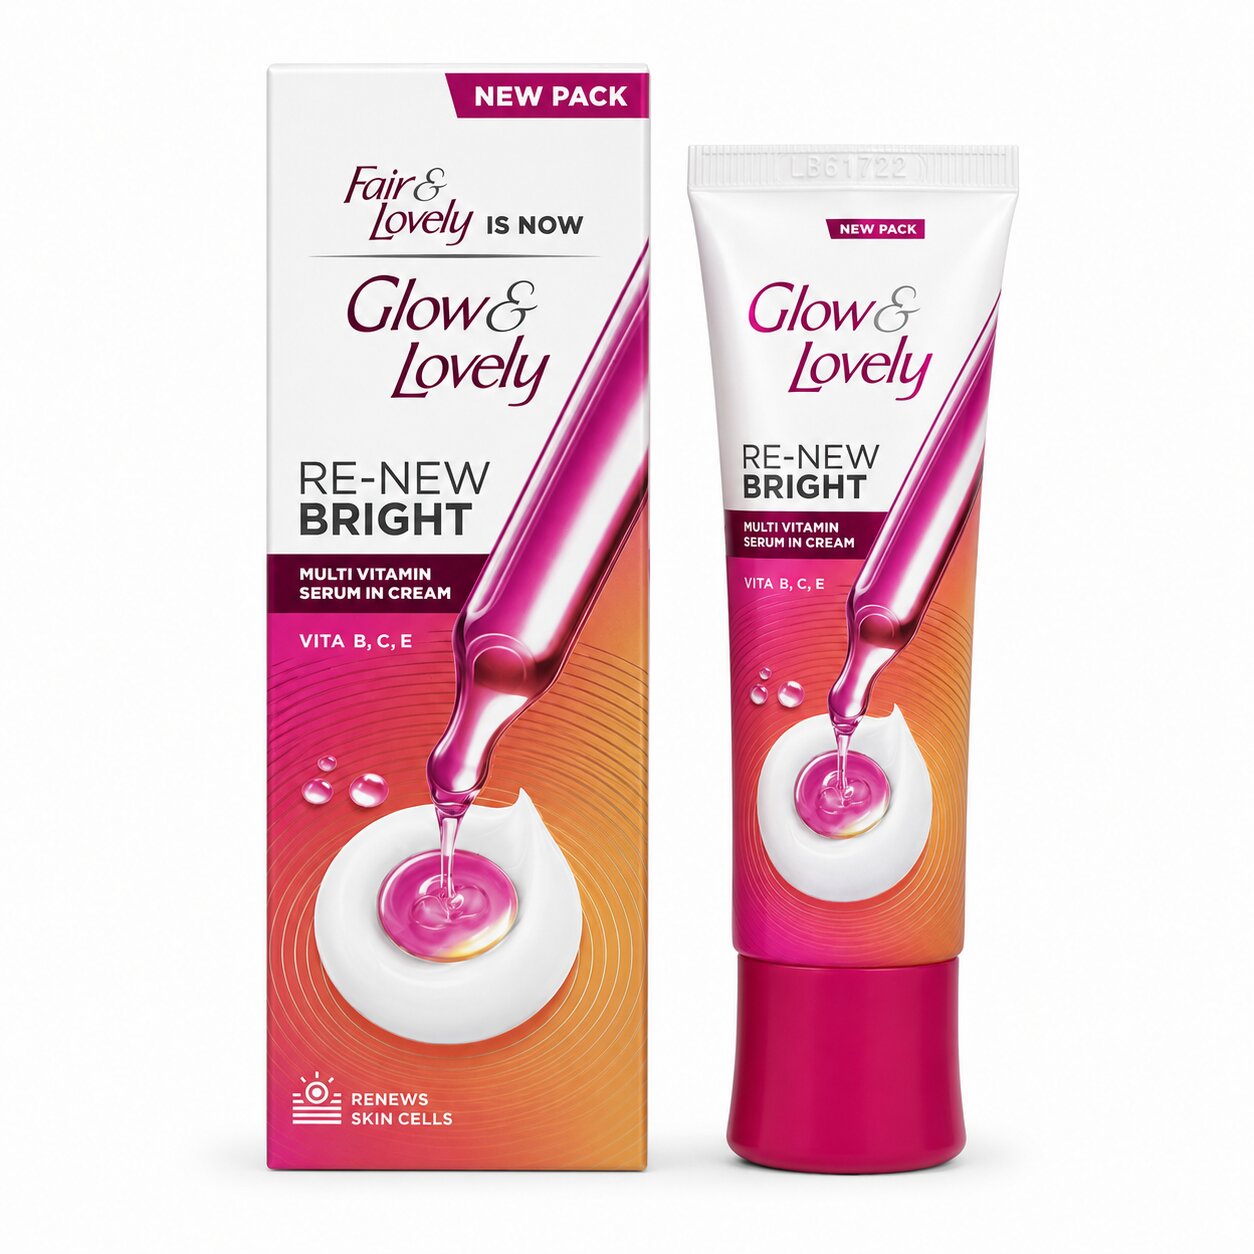 NEW PACK
Fair &
Lovely IS NOW
Glow &
Lovely
RE-NEW
BRIGHT
MULTI VITAMIN
SERUM IN CREAM
VITA B, C, E
RENEWS
SKIN CELLS
LB61722
NEW PACK
Glow &
Lovely
RE-NEW
BRIGHT
MULTI VITAMIN
SERUM IN CREAM
VITA B, C, E